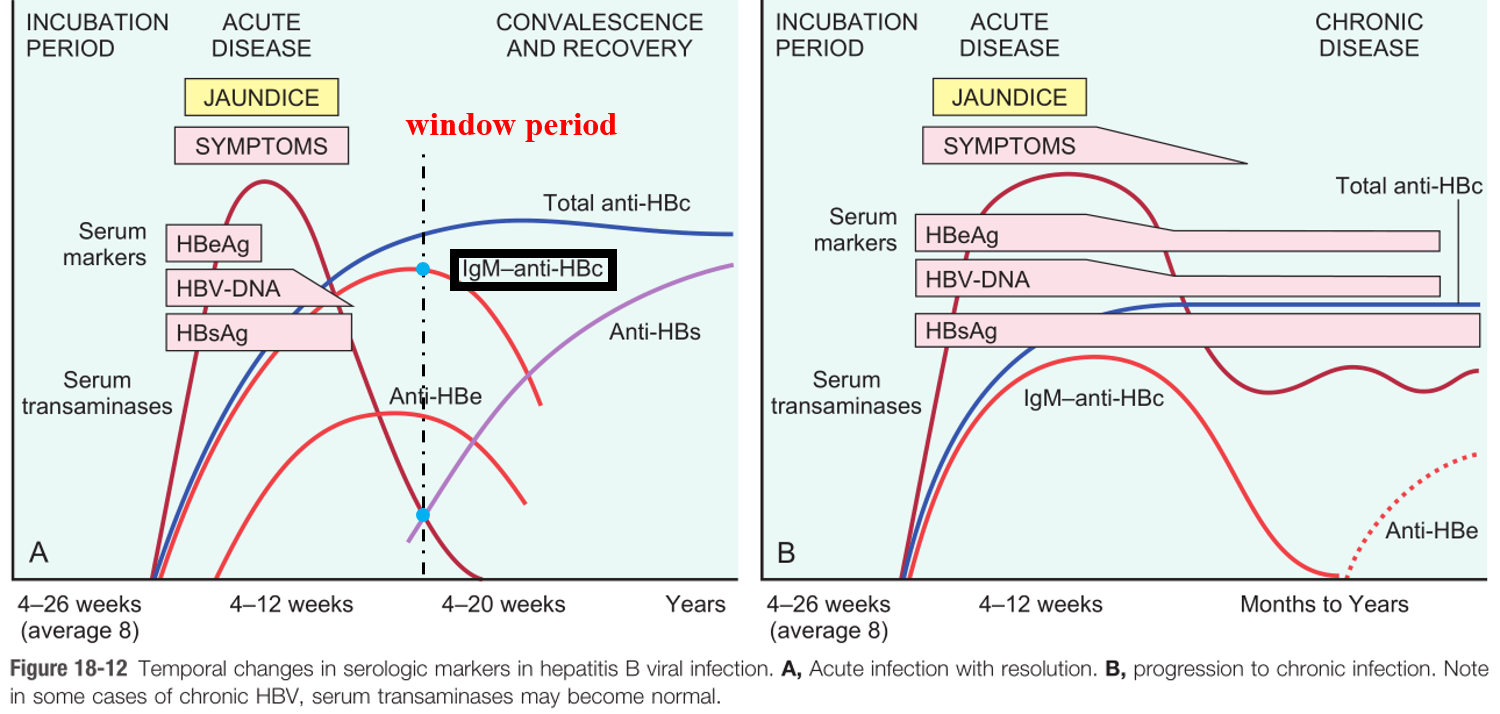 INCUBATION
PERIOD
ACUTE
DISEASE
CONVALESCENCE
AND RECOVERY
JAUNDICE
window period
SYMPTOMS
Total anti-HBc
Serum
markers
HBeAg
IgM–anti-HBc
HBV-DNA
HBsAg
Anti-HBs
Serum
transaminases
Anti-HBe
A
4–26 weeks
(average 8)
4–12 weeks
4–20 weeks
Years
INCUBATION
PERIOD
ACUTE
DISEASE
CHRONIC
DISEASE
JAUNDICE
SYMPTOMS
Total anti-HBc
Serum
markers
HBeAg
HBV-DNA
HBsAg
Serum
transaminases
IgM–anti-HBc
Anti-HBe
B
4–26 weeks
(average 8)
4–12 weeks
Months to Years
Figure 18-12 Temporal changes in serologic markers in hepatitis B viral infection. A, Acute infection with resolution. B, progression to chronic infection. Note
in some cases of chronic HBV, serum transaminases may become normal.